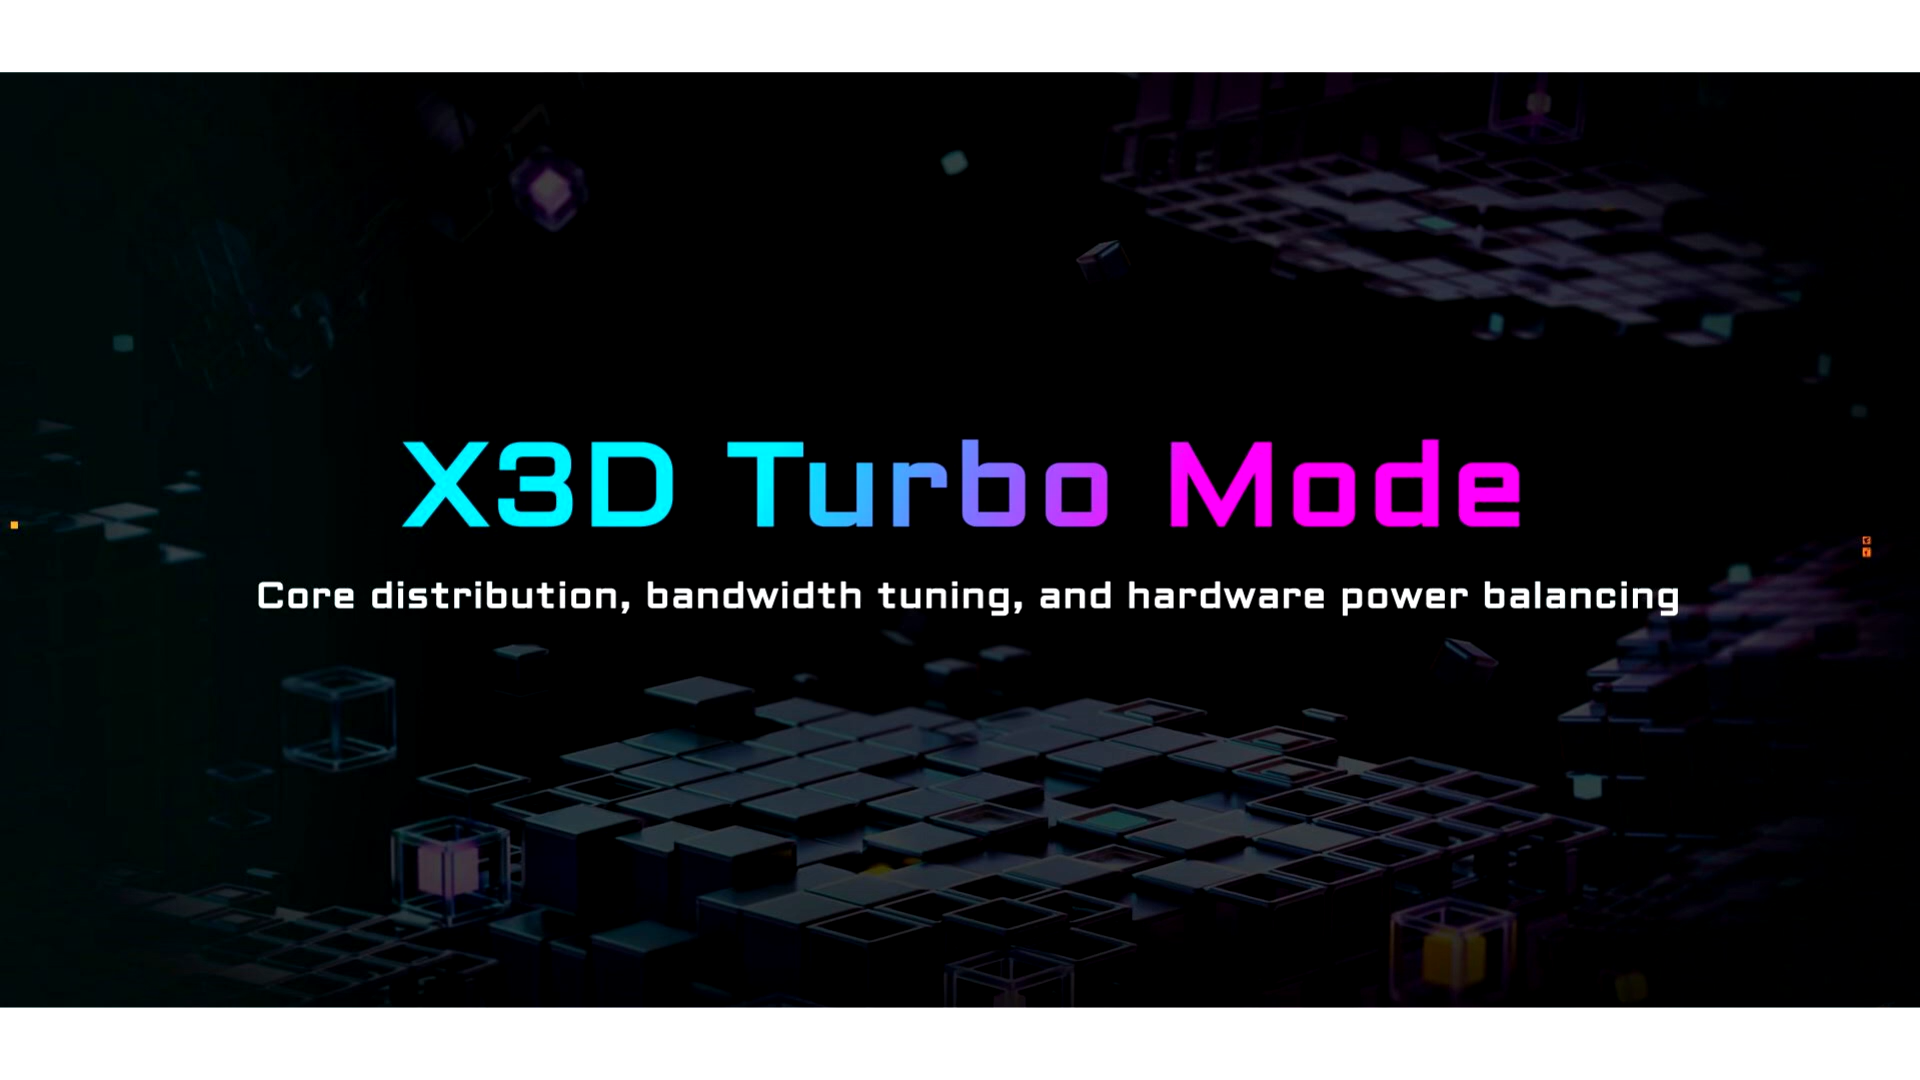 X3D Turbo Mode
Core distribution, bandwidth tuning, and hardware power balancing